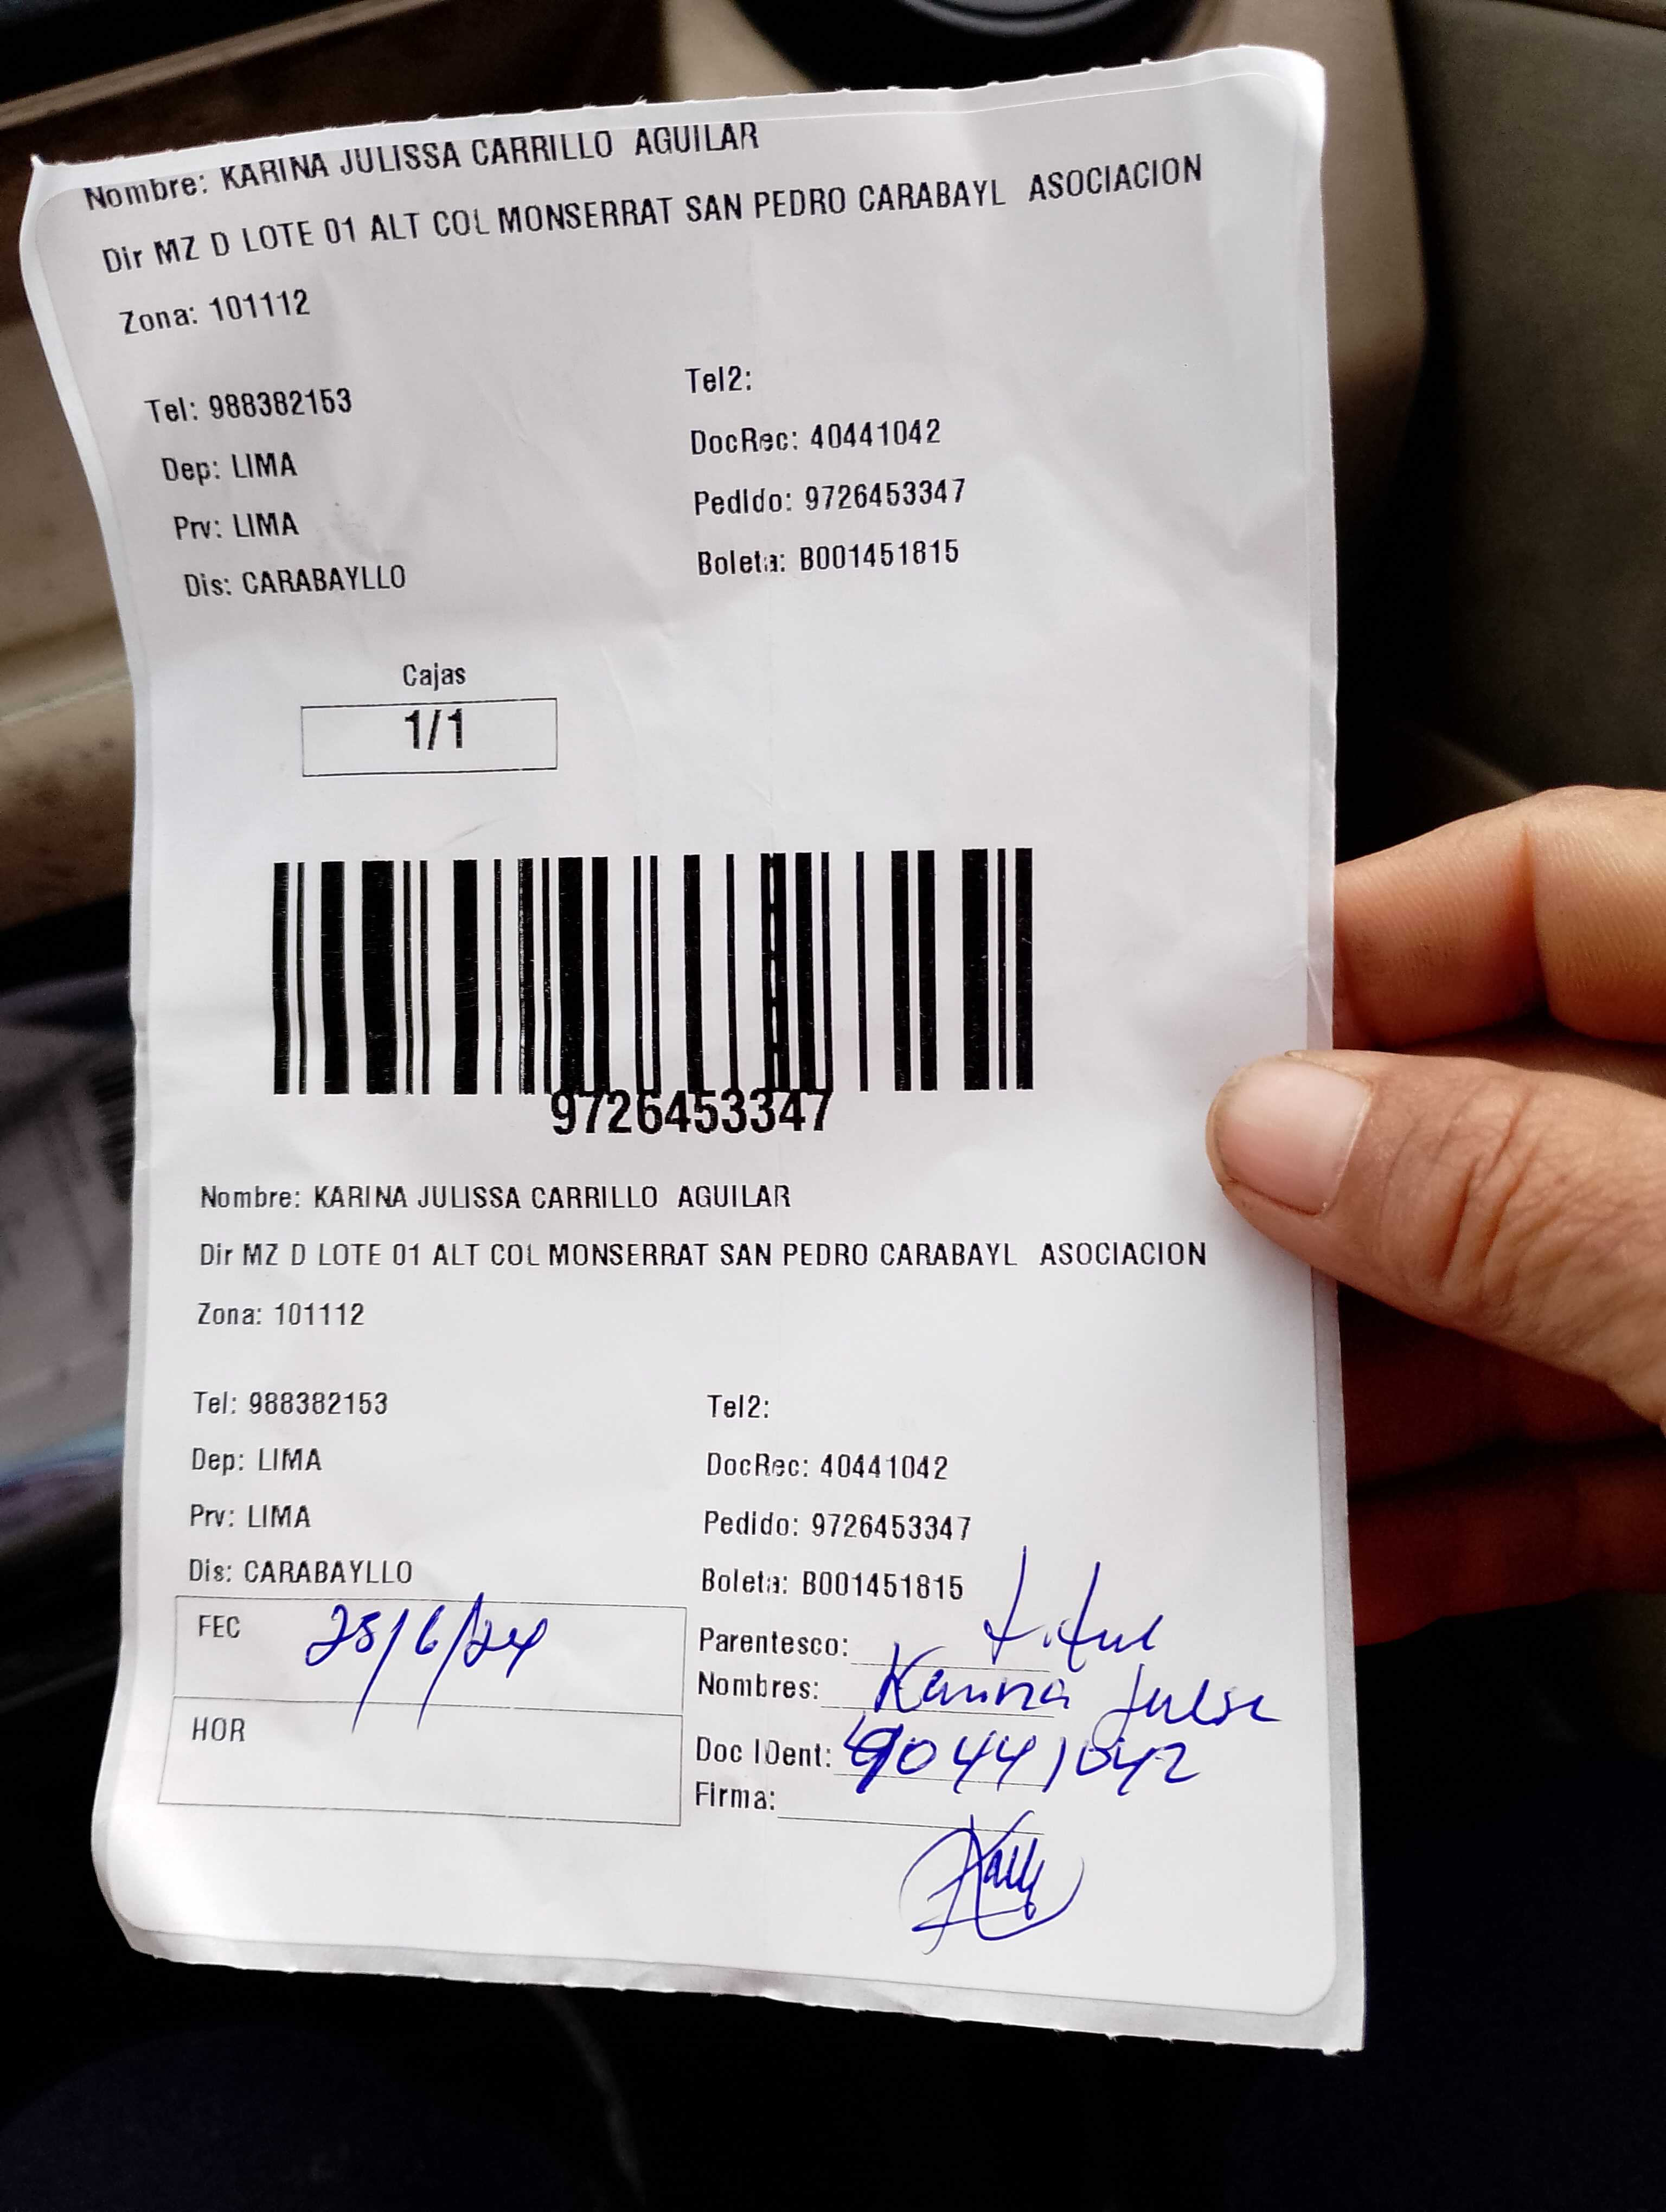 Nombre: KARINA JULISSA CARRILLO AGUILAR
Dir MZ D LOTE 01 ALT COL MONSERRAT SAN PEDRO CARABAYL ASOCIACION
Zona: 101112
Tel: 988382153 Tel2:
Dep: LIMA DocRec: 40441042
Prv: LIMA Pedido: 9726453347
Dis: CARABAYLLO Boleta: B001451815
Cajas
1/1
9726453347
Nombre: KARINA JULISSA CARRILLO AGUILAR
Dir MZ D LOTE 01 ALT COL MONSERRAT SAN PEDRO CARABAYL ASOCIACION
Zona: 101112
Tel: 988382153 Tel2:
Dep: LIMA DocRec: 40441042
Prv: LIMA Pedido: 9726453347
Dis: CARABAYLLO Boleta: B001451815
FEC 25/6/24 Parentesco:
Nombres: Karina
HOR Doc IDent: 40441042
Firma: